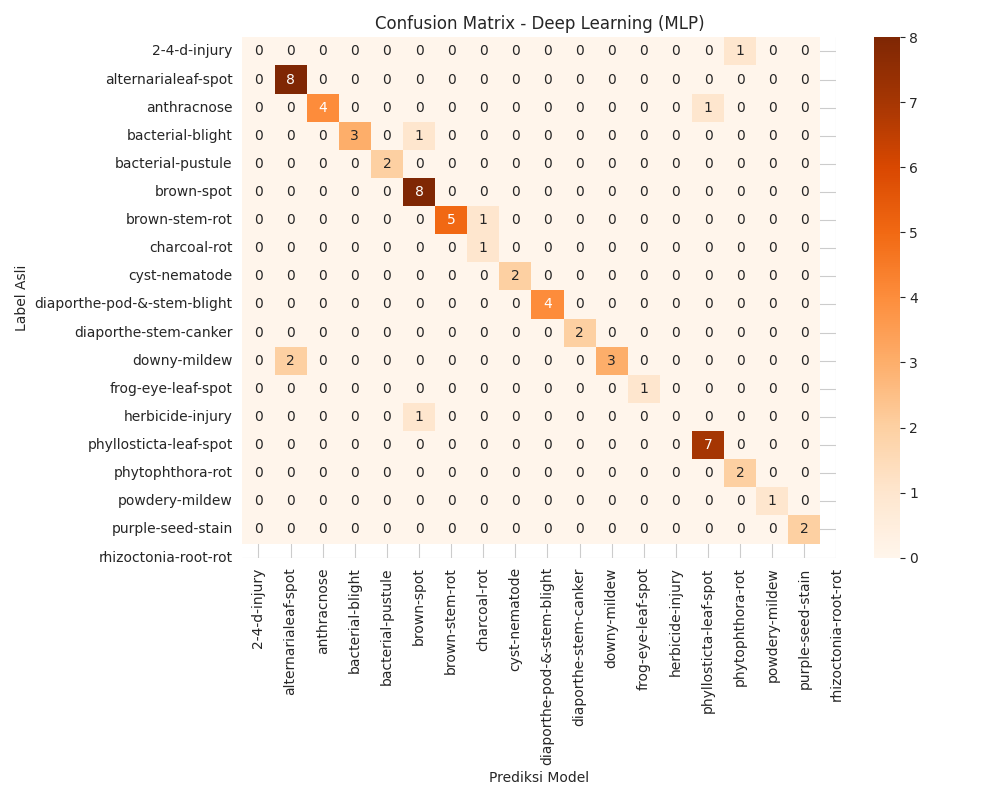 Confusion Matrix - Deep Learning (MLP)
2-4-d-injury 0 0 0 0 0 0 0 0 0 0 0 0 0 0 0 1 0 0
alternarialeaf-spot 0 8 0 0 0 0 0 0 0 0 0 0 0 0 0 0 0 0
anthracnose 0 0 4 0 0 0 0 0 0 0 0 0 0 0 1 0 0 0
bacterial-blight 0 0 0 3 0 1 0 0 0 0 0 0 0 0 0 0 0 0
bacterial-pustule 0 0 0 0 2 0 0 0 0 0 0 0 0 0 0 0 0 0
brown-spot 0 0 0 0 0 8 0 0 0 0 0 0 0 0 0 0 0 0
brown-stem-rot 0 0 0 0 0 0 5 1 0 0 0 0 0 0 0 0 0 0
charcoal-rot 0 0 0 0 0 0 0 1 0 0 0 0 0 0 0 0 0 0
cyst-nematode 0 0 0 0 0 0 0 0 2 0 0 0 0 0 0 0 0 0
diaporthe-pod-&-stem-blight 0 0 0 0 0 0 0 0 0 4 0 0 0 0 0 0 0 0
diaporthe-stem-canker 0 0 0 0 0 0 0 0 0 0 2 0 0 0 0 0 0 0
downy-mildew 0 2 0 0 0 0 0 0 0 0 0 3 0 0 0 0 0 0
frog-eye-leaf-spot 0 0 0 0 0 0 0 0 0 0 0 0 1 0 0 0 0 0
herbicide-injury 0 0 0 0 0 1 0 0 0 0 0 0 0 0 0 0 0 0
phyllosticta-leaf-spot 0 0 0 0 0 0 0 0 0 0 0 0 0 0 7 0 0 0
phytophthora-rot 0 0 0 0 0 0 0 0 0 0 0 0 0 0 0 2 0 0
powdery-mildew 0 0 0 0 0 0 0 0 0 0 0 0 0 0 0 0 1 0
purple-seed-stain 0 0 0 0 0 0 0 0 0 0 0 0 0 0 0 0 0 2
rhizoctonia-root-rot
Label Asli
2-4-d-injury
alternarialeaf-spot
anthracnose
bacterial-blight
bacterial-pustule
brown-spot
brown-stem-rot
charcoal-rot
cyst-nematode
diaporthe-pod-&-stem-blight
diaporthe-stem-canker
downy-mildew
frog-eye-leaf-spot
herbicide-injury
phyllosticta-leaf-spot
phytophthora-rot
powdery-mildew
purple-seed-stain
rhizoctonia-root-rot
Prediksi Model
8
7
6
5
4
3
2
1
0